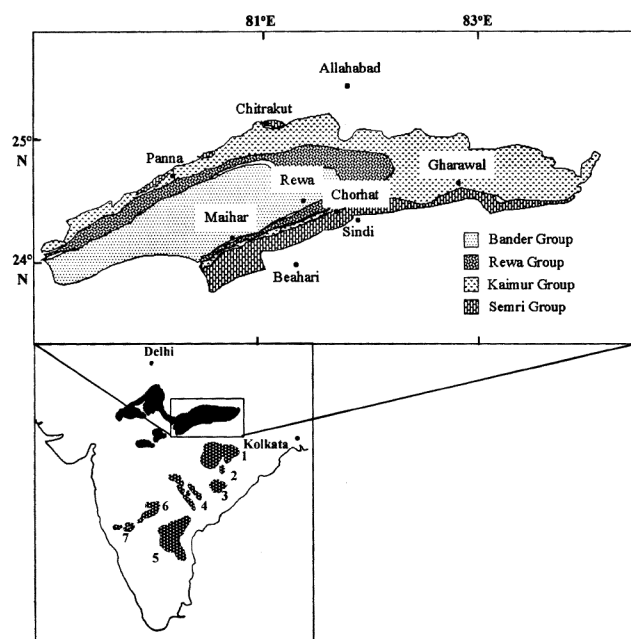 81°E 83°E
Allahabad
Chitrakut
25°
N
Panna
Gharawal
Rewa
Chorhat
Maihar
Sindi
24°
N
Beahari
Bander Group
Rewa Group
Kaimur Group
Semri Group
Delhi
Kolkata
1
2
3
4
6
7
5